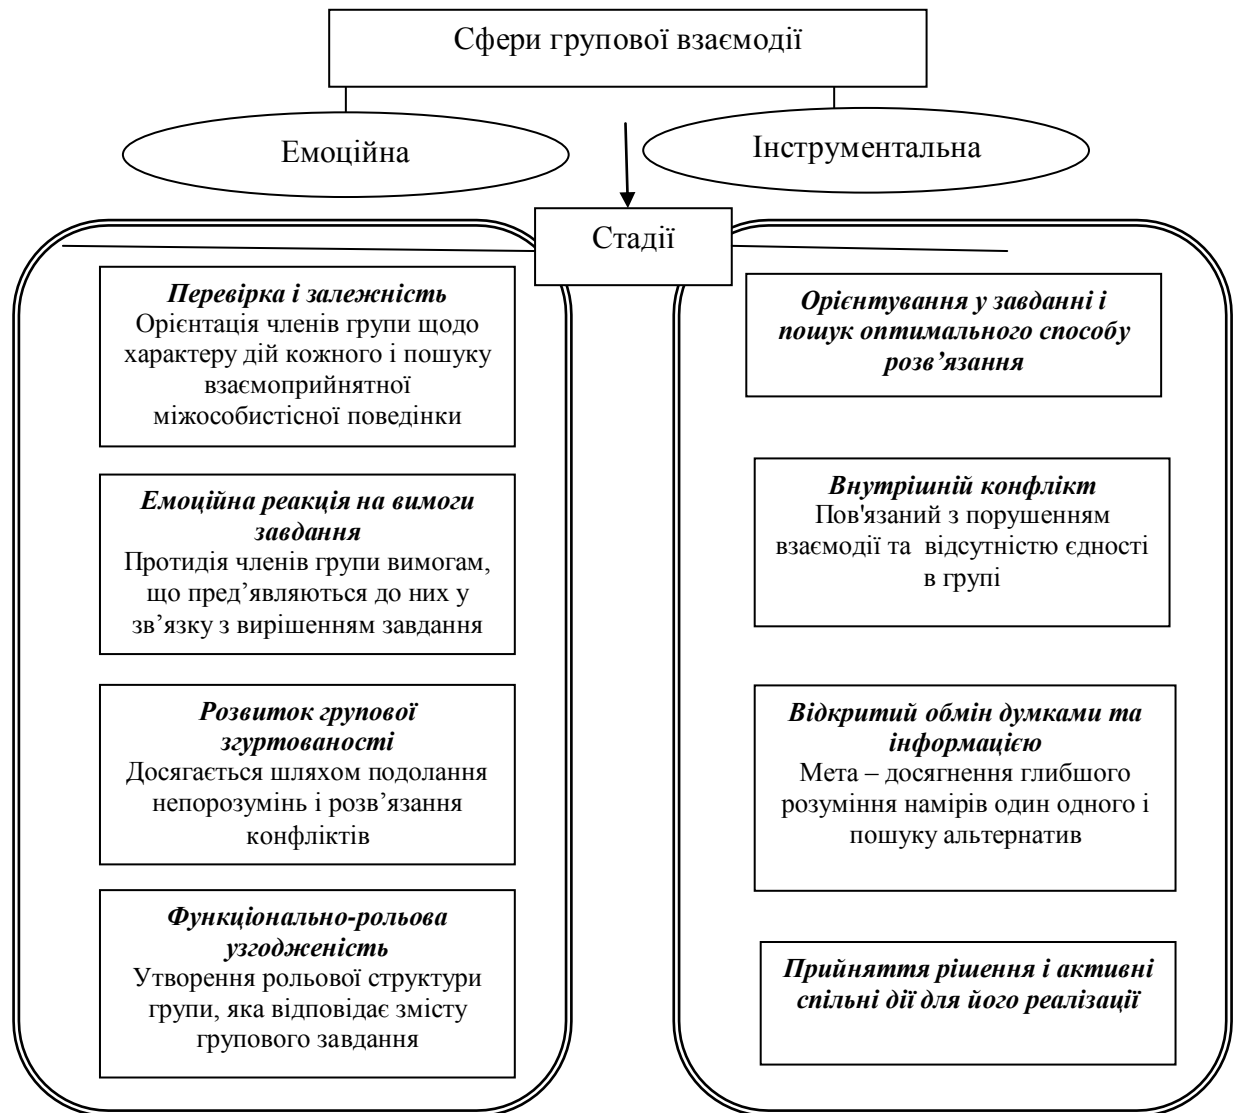 Сфери групової взаємодії
Емоційна
Інструментальна
Стадії
Перевірка і залежність
Орієнтація членів групи щодо
характеру дій кожного і пошуку
взаємоприйнятної
міжособистісної поведінки
Емоційна реакція на вимоги
завдання
Протидія членів групи вимогам,
що пред’являються до них у
зв’язку з вирішенням завдання
Розвиток групової
згуртованості
Досягається шляхом подолання
непорозумінь і розв’язання
конфліктів
Функціонально-рольова
узгодженість
Утворення рольової структури
групи, яка відповідає змісту
групового завдання
Орієнтування у завданні і
пошук оптимального способу
розв’язання
Внутрішній конфлікт
Пов'язаний з порушенням
взаємодії та  відсутністю єдності
в групі
Відкритий обмін думками та
інформацією
Мета – досягнення глибшого
розуміння намірів один одного і
пошуку альтернатив
Прийняття рішення і активні
спільні дії для його реалізації